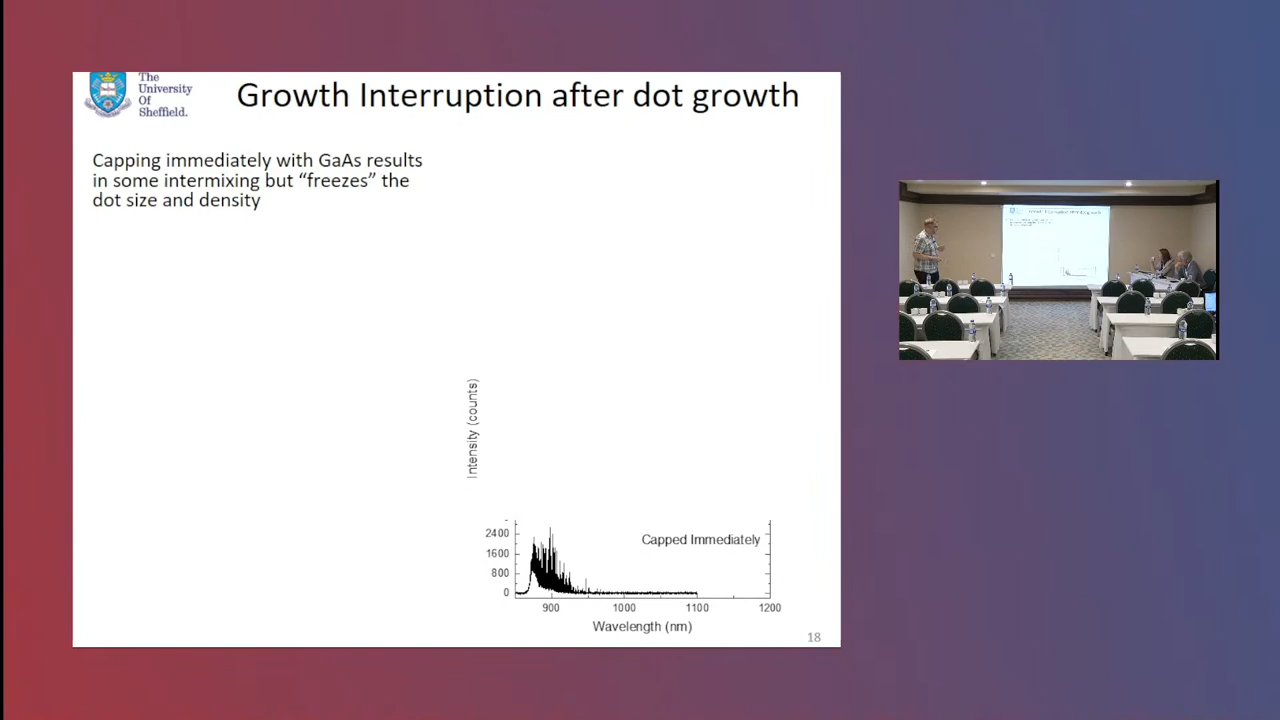 The
University
Of
Sheffield.
Growth Interruption after dot growth
Capping immediately with GaAs results
in some intermixing but “freezes” the
dot size and density
Intensity (counts)
2400
1600
800
0
Capped Immediately
900 1000 1100 1200
Wavelength (nm)
18